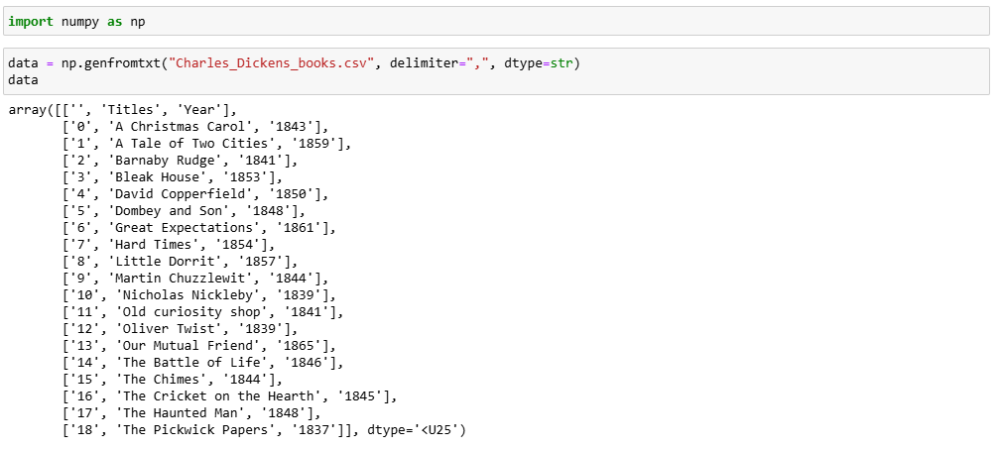 import numpy as np
data = np.genfromtxt("Charles_Dickens_books.csv", delimiter=",", dtype=str)
data
array([['', 'Titles', 'Year'],
       ['0', 'A Christmas Carol', '1843'],
       ['1', 'A Tale of Two Cities', '1859'],
       ['2', 'Barnaby Rudge', '1841'],
       ['3', 'Bleak House', '1853'],
       ['4', 'David Copperfield', '1850'],
       ['5', 'Dombey and Son', '1848'],
       ['6', 'Great Expectations', '1861'],
       ['7', 'Hard Times', '1854'],
       ['8', 'Little Dorrit', '1857'],
       ['9', 'Martin Chuzzlewit', '1844'],
       ['10', 'Nicholas Nickleby', '1839'],
       ['11', 'Old curiosity shop', '1841'],
       ['12', 'Oliver Twist', '1839'],
       ['13', 'Our Mutual Friend', '1865'],
       ['14', 'The Battle of Life', '1846'],
       ['15', 'The Chimes', '1844'],
       ['16', 'The Cricket on the Hearth', '1845'],
       ['17', 'The Haunted Man', '1848'],
       ['18', 'The Pickwick Papers', '1837']], dtype='<U25')